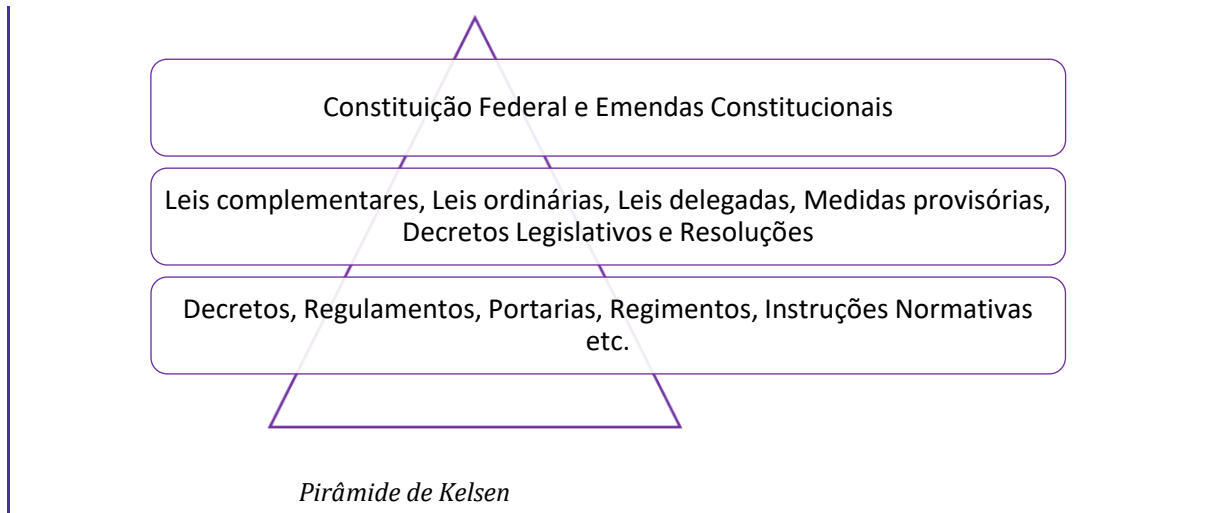 Constituição Federal e Emendas Constitucionais
Leis complementares, Leis ordinárias, Leis delegadas, Medidas provisórias,
Decretos Legislativos e Resoluções
Decretos, Regulamentos, Portarias, Regimentos, Instruções Normativas
etc.
Pirâmide de Kelsen